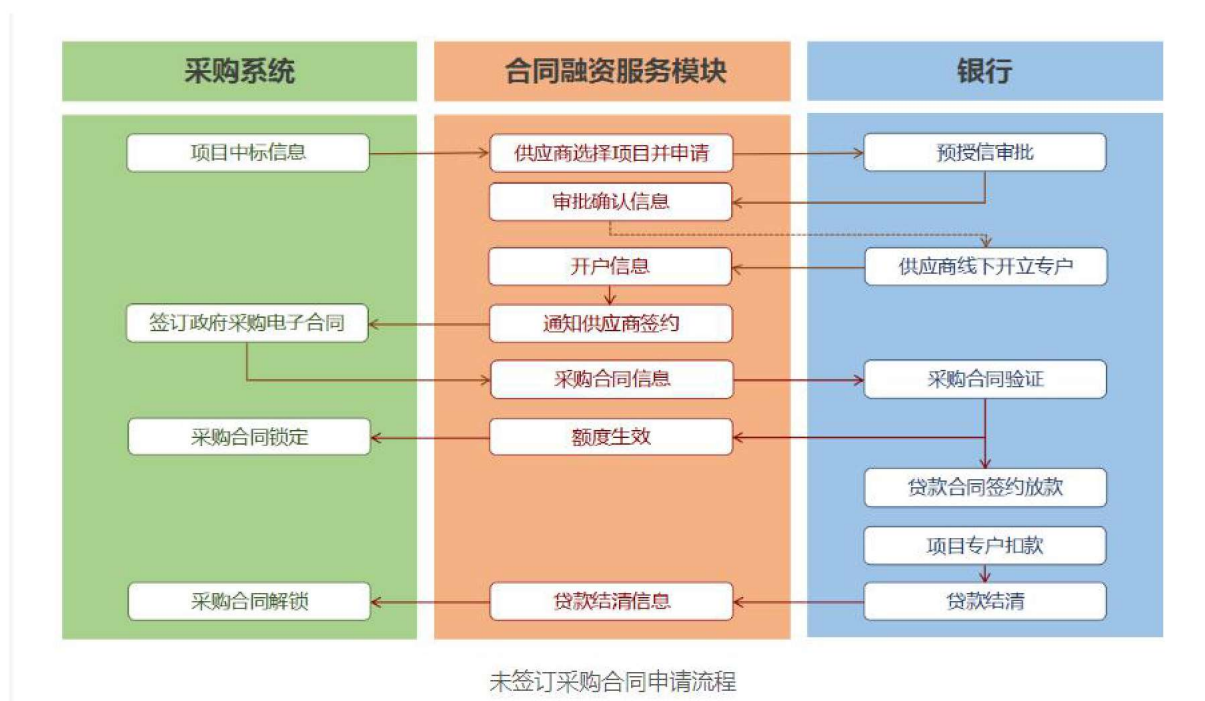 采购系统
合同融资服务模块
银行
项目中标信息
供应商选择项目并申请
预授信审批
审批确认信息
开户信息
供应商线下开立专户
签订政府采购电子合同
通知供应商签约
采购合同信息
采购合同验证
采购合同锁定
额度生效
贷款合同签约放款
项目专户扣款
采购合同解锁
贷款结清信息
贷款结清
未签订采购合同申请流程